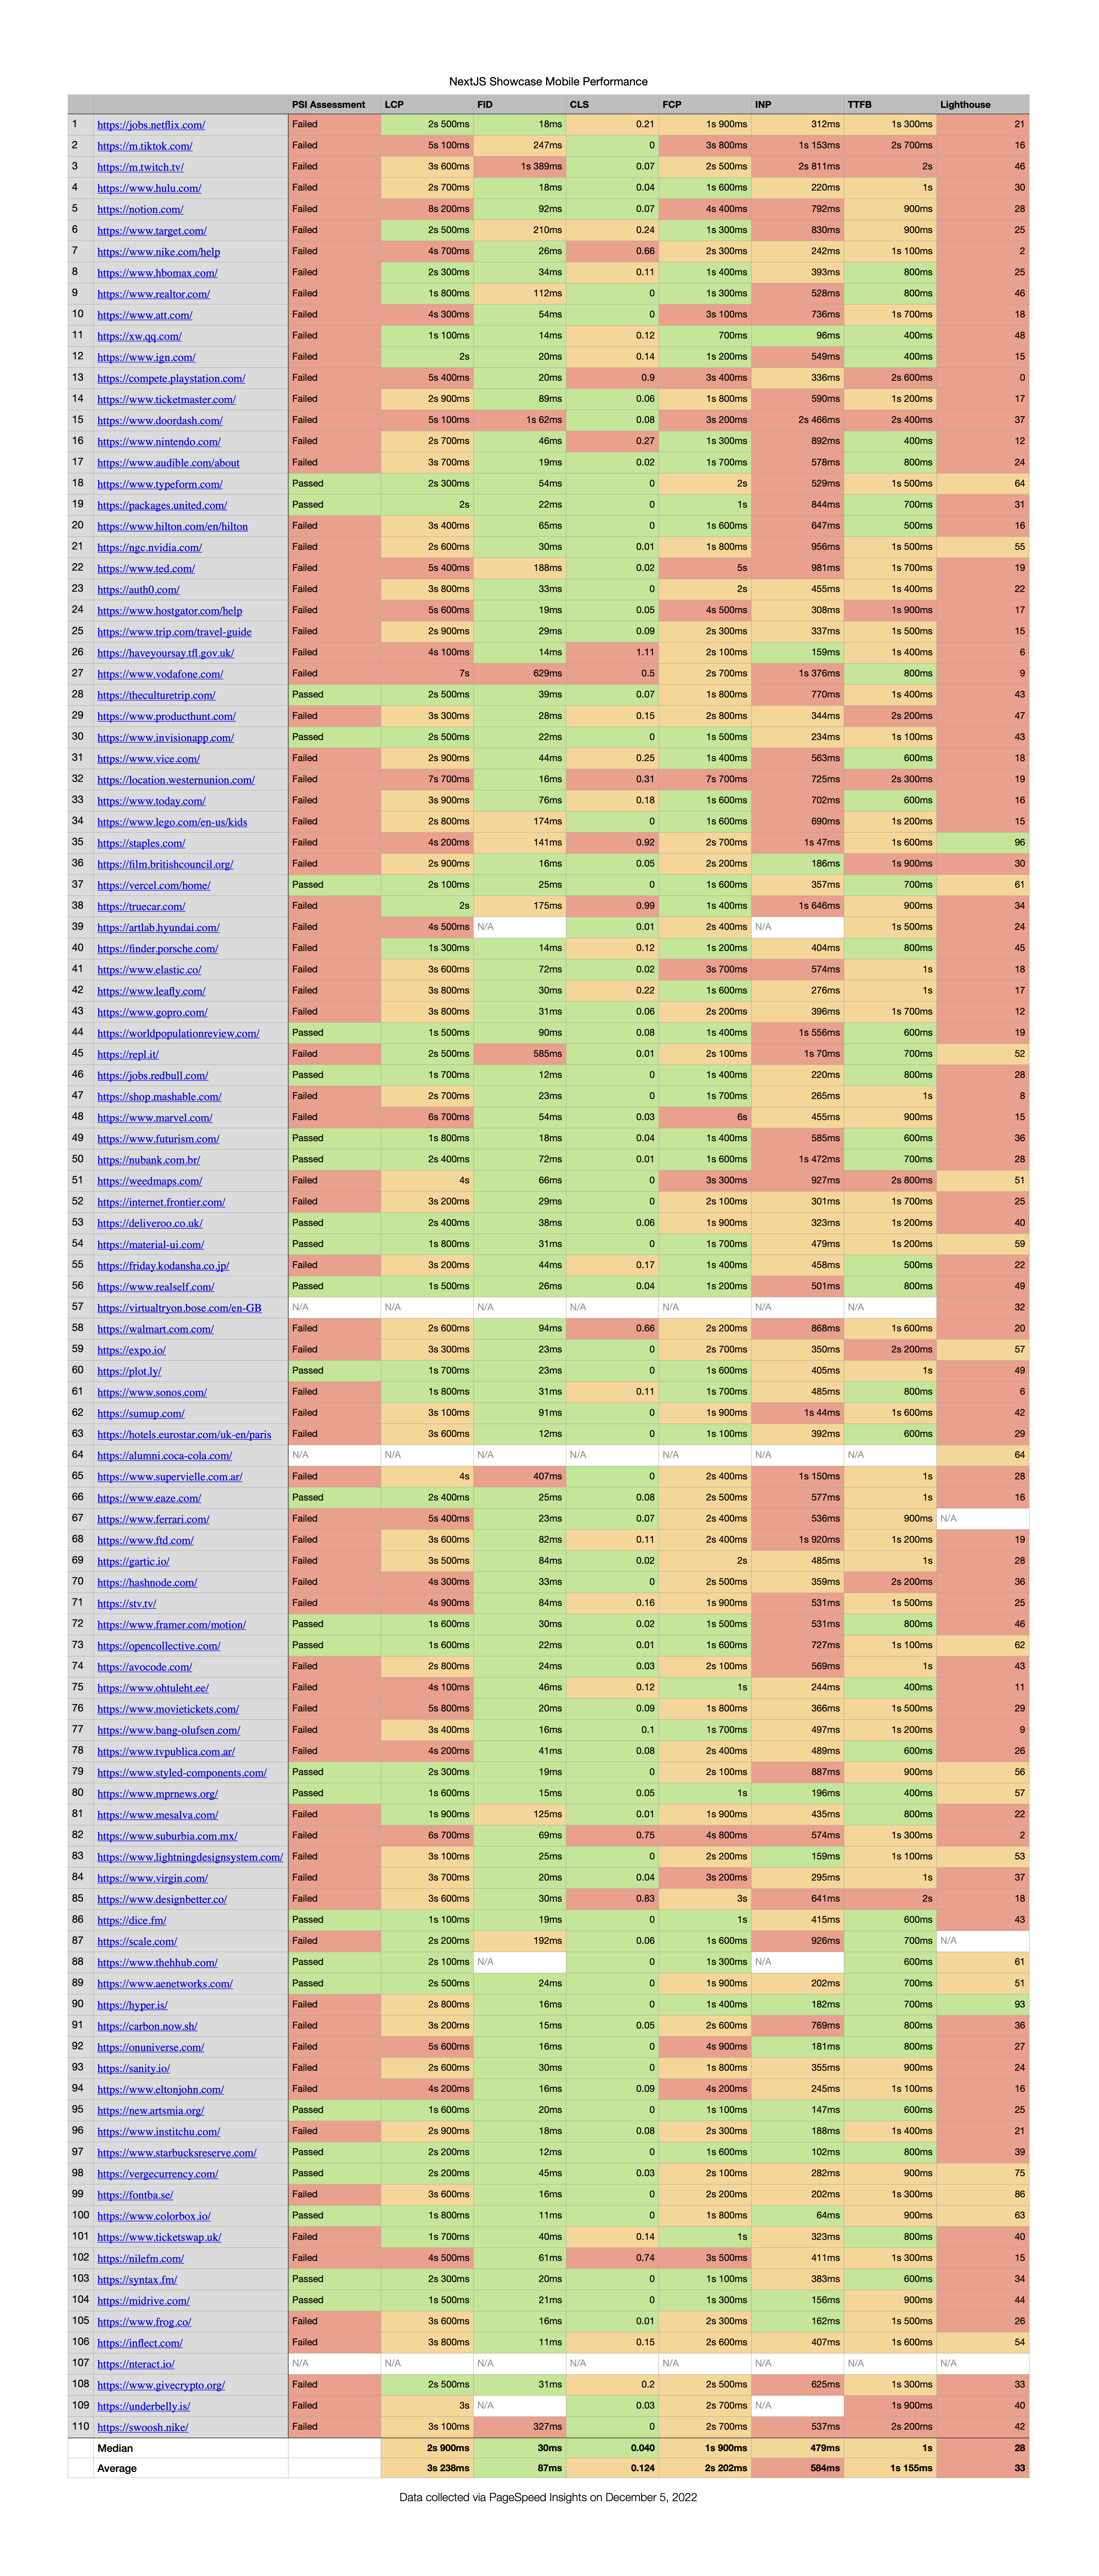 NextJS Showcase Mobile Performance
PSI Assessment LCP FID CLS FCP INP TTFB Lighthouse
1 https://jobs.netflix.com/ Failed 2s 500ms 18ms 0.21 1s 900ms 312ms 1s 300ms 21
2 https://m.tiktok.com/ Failed 5s 100ms 247ms 0 3s 800ms 1s 153ms 2s 700ms 16
3 https://m.twitch.tv/ Failed 3s 600ms 1s 389ms 0.07 2s 500ms 2s 811ms 2s 46
4 https://www.hulu.com/ Failed 2s 700ms 18ms 0.04 1s 600ms 220ms 1s 30
5 https://notion.com/ Failed 8s 200ms 92ms 0.07 4s 400ms 792ms 900ms 28
6 https://www.target.com/ Failed 2s 500ms 210ms 0.24 1s 300ms 830ms 900ms 25
7 https://www.nike.com/help Failed 4s 700ms 26ms 0.66 2s 300ms 242ms 1s 100ms 2
8 https://www.hbomax.com/ Failed 2s 300ms 34ms 0.11 1s 400ms 393ms 800ms 25
9 https://www.realtor.com/ Failed 1s 800ms 112ms 0 1s 300ms 528ms 800ms 46
10 https://www.att.com/ Failed 4s 300ms 54ms 0 3s 100ms 736ms 1s 700ms 18
11 https://xw.qq.com/ Failed 1s 100ms 14ms 0.12 700ms 96ms 400ms 48
12 https://www.ign.com/ Failed 2s 20ms 0.14 1s 200ms 549ms 400ms 15
13 https://compete.playstation.com/ Failed 5s 400ms 20ms 0.9 3s 400ms 336ms 2s 600ms 0
14 https://www.ticketmaster.com/ Failed 2s 900ms 89ms 0.06 1s 800ms 590ms 1s 200ms 17
15 https://www.doordash.com/ Failed 5s 100ms 1s 62ms 0.08 3s 200ms 2s 466ms 2s 400ms 37
16 https://www.nintendo.com/ Failed 2s 700ms 46ms 0.27 1s 300ms 892ms 400ms 12
17 https://www.audible.com/about Failed 3s 700ms 19ms 0.02 1s 700ms 578ms 800ms 24
18 https://www.typeform.com/ Passed 2s 300ms 54ms 0 2s 529ms 1s 500ms 64
19 https://packages.united.com/ Passed 2s 22ms 0 1s 844ms 700ms 31
20 https://www.hilton.com/en/hilton Failed 3s 400ms 65ms 0 1s 600ms 647ms 500ms 16
21 https://ngc.nvidia.com/ Failed 2s 600ms 30ms 0.01 1s 800ms 956ms 1s 500ms 55
22 https://www.ted.com/ Failed 5s 400ms 188ms 0.02 5s 981ms 1s 700ms 19
23 https://auth0.com/ Failed 3s 800ms 33ms 0 2s 455ms 1s 400ms 22
24 https://www.hostgator.com/help Failed 5s 600ms 19ms 0.05 4s 500ms 308ms 1s 900ms 17
25 https://www.trip.com/travel-guide Failed 2s 900ms 29ms 0.09 2s 300ms 337ms 1s 500ms 15
26 https://haveyoursay.tfl.gov.uk/ Failed 4s 100ms 14ms 1.11 2s 100ms 159ms 1s 400ms 6
27 https://www.vodafone.com/ Failed 7s 629ms 0.5 2s 700ms 1s 376ms 800ms 9
28 https://theculturetrip.com/ Passed 2s 500ms 39ms 0.07 1s 800ms 770ms 1s 400ms 43
29 https://www.producthunt.com/ Failed 3s 300ms 28ms 0.15 2s 800ms 344ms 2s 200ms 47
30 https://www.invisionapp.com/ Passed 2s 500ms 22ms 0 1s 500ms 234ms 1s 100ms 43
31 https://www.vice.com/ Failed 2s 900ms 44ms 0.25 1s 400ms 563ms 600ms 18
32 https://location.westernunion.com/ Failed 7s 700ms 16ms 0.31 7s 700ms 725ms 2s 300ms 19
33 https://www.today.com/ Failed 3s 900ms 76ms 0.18 1s 600ms 702ms 600ms 16
34 https://www.lego.com/en-us/kids Failed 2s 800ms 174ms 0 1s 600ms 690ms 1s 200ms 15
35 https://staples.com/ Failed 4s 200ms 141ms 0.92 2s 700ms 1s 47ms 1s 600ms 96
36 https://film.britishcouncil.org/ Failed 2s 900ms 16ms 0.05 2s 200ms 186ms 1s 900ms 30
37 https://vercel.com/home/ Passed 2s 100ms 25ms 0 1s 600ms 357ms 700ms 61
38 https://truecar.com/ Failed 2s 175ms 0.99 1s 400ms 1s 646ms 900ms 34
39 https://artlab.hyundai.com/ Failed 4s 500ms N/A 0.01 2s 400ms N/A 1s 500ms 24
40 https://finder.porsche.com/ Failed 1s 300ms 14ms 0.12 1s 200ms 404ms 800ms 45
41 https://www.elastic.co/ Failed 3s 600ms 72ms 0.02 3s 700ms 574ms 1s 18
42 https://www.leafly.com/ Failed 3s 800ms 30ms 0.22 1s 600ms 276ms 1s 17
43 https://www.gopro.com/ Failed 3s 800ms 31ms 0.06 2s 200ms 396ms 1s 700ms 12
44 https://worldpopulationreview.com/ Passed 1s 500ms 90ms 0.08 1s 400ms 1s 556ms 600ms 19
45 https://repl.it/ Failed 2s 500ms 585ms 0.01 2s 100ms 1s 70ms 700ms 52
46 https://jobs.redbull.com/ Passed 1s 700ms 12ms 0 1s 400ms 220ms 800ms 28
47 https://shop.mashable.com/ Failed 2s 700ms 23ms 0 1s 700ms 265ms 1s 8
48 https://www.marvel.com/ Failed 6s 700ms 54ms 0.03 6s 455ms 900ms 15
49 https://www.futurism.com/ Passed 1s 800ms 18ms 0.04 1s 400ms 585ms 600ms 36
50 https://nubank.com.br/ Passed 2s 400ms 72ms 0.01 1s 600ms 1s 472ms 700ms 28
51 https://weedmaps.com/ Failed 4s 66ms 0 3s 300ms 927ms 2s 800ms 51
52 https://internet.frontier.com/ Failed 3s 200ms 29ms 0 2s 100ms 301ms 1s 700ms 25
53 https://deliveroo.co.uk/ Passed 2s 400ms 38ms 0.06 1s 900ms 323ms 1s 200ms 40
54 https://material-ui.com/ Passed 1s 800ms 31ms 0 1s 700ms 479ms 1s 200ms 59
55 https://friday.kodansha.co.jp/ Failed 3s 200ms 44ms 0.17 1s 400ms 458ms 500ms 22
56 https://www.realself.com/ Passed 1s 500ms 26ms 0.04 1s 200ms 501ms 800ms 49
57 https://virtualtryon.bose.com/en-GB N/A N/A N/A N/A N/A N/A N/A 32
58 https://walmart.com.com/ Failed 2s 600ms 94ms 0.66 2s 200ms 868ms 1s 600ms 20
59 https://expo.io/ Failed 3s 300ms 23ms 0 2s 700ms 350ms 2s 200ms 57
60 https://plot.ly/ Passed 1s 700ms 23ms 0 1s 600ms 405ms 1s 49
61 https://www.sonos.com/ Failed 1s 800ms 31ms 0.11 1s 700ms 485ms 800ms 6
62 https://sumup.com/ Failed 3s 100ms 91ms 0 1s 900ms 1s 44ms 1s 600ms 42
63 https://hotels.eurostar.com/uk-en/paris Failed 3s 600ms 12ms 0 1s 100ms 392ms 600ms 29
64 https://alumni.coca-cola.com/ N/A N/A N/A N/A N/A N/A N/A 64
65 https://www.supervielle.com.ar/ Failed 4s 407ms 0 2s 400ms 1s 150ms 1s 28
66 https://www.eaze.com/ Passed 2s 400ms 25ms 0.08 2s 500ms 577ms 1s 16
67 https://www.ferrari.com/ Failed 5s 400ms 23ms 0.07 2s 400ms 536ms 900ms N/A
68 https://www.ftd.com/ Failed 3s 600ms 82ms 0.11 2s 400ms 1s 920ms 1s 200ms 19
69 https://gartic.io/ Failed 3s 500ms 84ms 0.02 2s 485ms 1s 28
70 https://hashnode.com/ Failed 4s 300ms 33ms 0 2s 500ms 359ms 2s 200ms 36
71 https://stv.tv/ Failed 4s 900ms 84ms 0.16 1s 900ms 531ms 1s 500ms 25
72 https://www.framer.com/motion/ Passed 1s 600ms 30ms 0.02 1s 500ms 531ms 800ms 46
73 https://opencollective.com/ Passed 1s 600ms 22ms 0.01 1s 600ms 727ms 1s 100ms 62
74 https://avocode.com/ Failed 2s 800ms 24ms 0.03 2s 100ms 569ms 1s 43
75 https://www.ohtuleht.ee/ Failed 4s 100ms 46ms 0.12 1s 244ms 400ms 11
76 https://www.movietickets.com/ Failed 5s 800ms 20ms 0.09 1s 800ms 366ms 1s 500ms 29
77 https://www.bang-olufsen.com/ Failed 3s 400ms 16ms 0.1 1s 700ms 497ms 1s 200ms 9
78 https://www.tvpublica.com.ar/ Failed 4s 200ms 41ms 0.08 2s 400ms 489ms 600ms 26
79 https://www.styled-components.com/ Passed 2s 300ms 19ms 0 2s 100ms 887ms 900ms 56
80 https://www.mprnews.org/ Passed 1s 600ms 15ms 0.05 1s 196ms 400ms 57
81 https://www.mesalva.com/ Failed 1s 900ms 125ms 0.01 1s 900ms 435ms 800ms 22
82 https://www.suburbia.com.mx/ Failed 6s 700ms 69ms 0.75 4s 800ms 574ms 1s 300ms 2
83 https://www.lightningdesignsystem.com/ Failed 3s 100ms 25ms 0 2s 200ms 159ms 1s 100ms 53
84 https://www.virgin.com/ Failed 3s 700ms 20ms 0.04 3s 200ms 295ms 1s 37
85 https://www.designbetter.co/ Failed 3s 600ms 30ms 0.83 3s 641ms 2s 18
86 https://dice.fm/ Passed 1s 100ms 19ms 0 1s 415ms 600ms 43
87 https://scale.com/ Failed 2s 200ms 192ms 0.06 1s 600ms 926ms 700ms N/A
88 https://www.thehhub.com/ Passed 2s 100ms N/A 0 1s 300ms N/A 600ms 61
89 https://www.aenetworks.com/ Passed 2s 500ms 24ms 0 1s 900ms 202ms 700ms 51
90 https://hyper.is/ Failed 2s 800ms 16ms 0 1s 400ms 182ms 700ms 93
91 https://carbon.now.sh/ Failed 3s 200ms 15ms 0.05 2s 600ms 769ms 800ms 36
92 https://onuniverse.com/ Failed 5s 600ms 16ms 0 4s 900ms 181ms 800ms 27
93 https://sanity.io/ Failed 2s 600ms 30ms 0 1s 800ms 355ms 900ms 24
94 https://www.eltonjohn.com/ Failed 4s 200ms 16ms 0.09 4s 200ms 245ms 1s 100ms 16
95 https://new.artsmia.org/ Passed 1s 600ms 20ms 0 1s 100ms 147ms 600ms 25
96 https://www.institchu.com/ Failed 2s 900ms 18ms 0.08 2s 300ms 188ms 1s 400ms 21
97 https://www.starbucksreserve.com/ Passed 2s 200ms 12ms 0 1s 600ms 102ms 800ms 39
98 https://vergecurrency.com/ Passed 2s 200ms 45ms 0.03 2s 100ms 282ms 900ms 75
99 https://fontba.se/ Failed 3s 600ms 16ms 0 2s 200ms 202ms 1s 300ms 86
100 https://www.colorbox.io/ Passed 1s 800ms 11ms 0 1s 800ms 64ms 900ms 63
101 https://www.ticketswap.uk/ Failed 1s 700ms 40ms 0.14 1s 323ms 800ms 40
102 https://nilefm.com/ Failed 4s 500ms 61ms 0.74 3s 500ms 411ms 1s 300ms 15
103 https://syntax.fm/ Passed 2s 300ms 20ms 0 1s 100ms 383ms 600ms 34
104 https://midrive.com/ Passed 1s 500ms 21ms 0 1s 300ms 156ms 900ms 44
105 https://www.frog.co/ Failed 3s 600ms 16ms 0.01 2s 300ms 162ms 1s 500ms 26
106 https://inflect.com/ Failed 3s 800ms 11ms 0.15 2s 600ms 407ms 1s 600ms 54
107 https://nteract.io/ N/A N/A N/A N/A N/A N/A N/A N/A
108 https://www.givecrypto.org/ Failed 2s 500ms 31ms 0.2 2s 500ms 625ms 1s 300ms 33
109 https://underbelly.is/ Failed 3s N/A 0.03 2s 700ms N/A 1s 900ms 40
110 https://swoosh.nike/ Failed 3s 100ms 327ms 0 2s 700ms 537ms 2s 200ms 42
Median 2s 900ms 30ms 0.040 1s 900ms 479ms 1s 28
Average 3s 238ms 87ms 0.124 2s 202ms 584ms 1s 155ms 33
Data collected via PageSpeed Insights on December 5, 2022